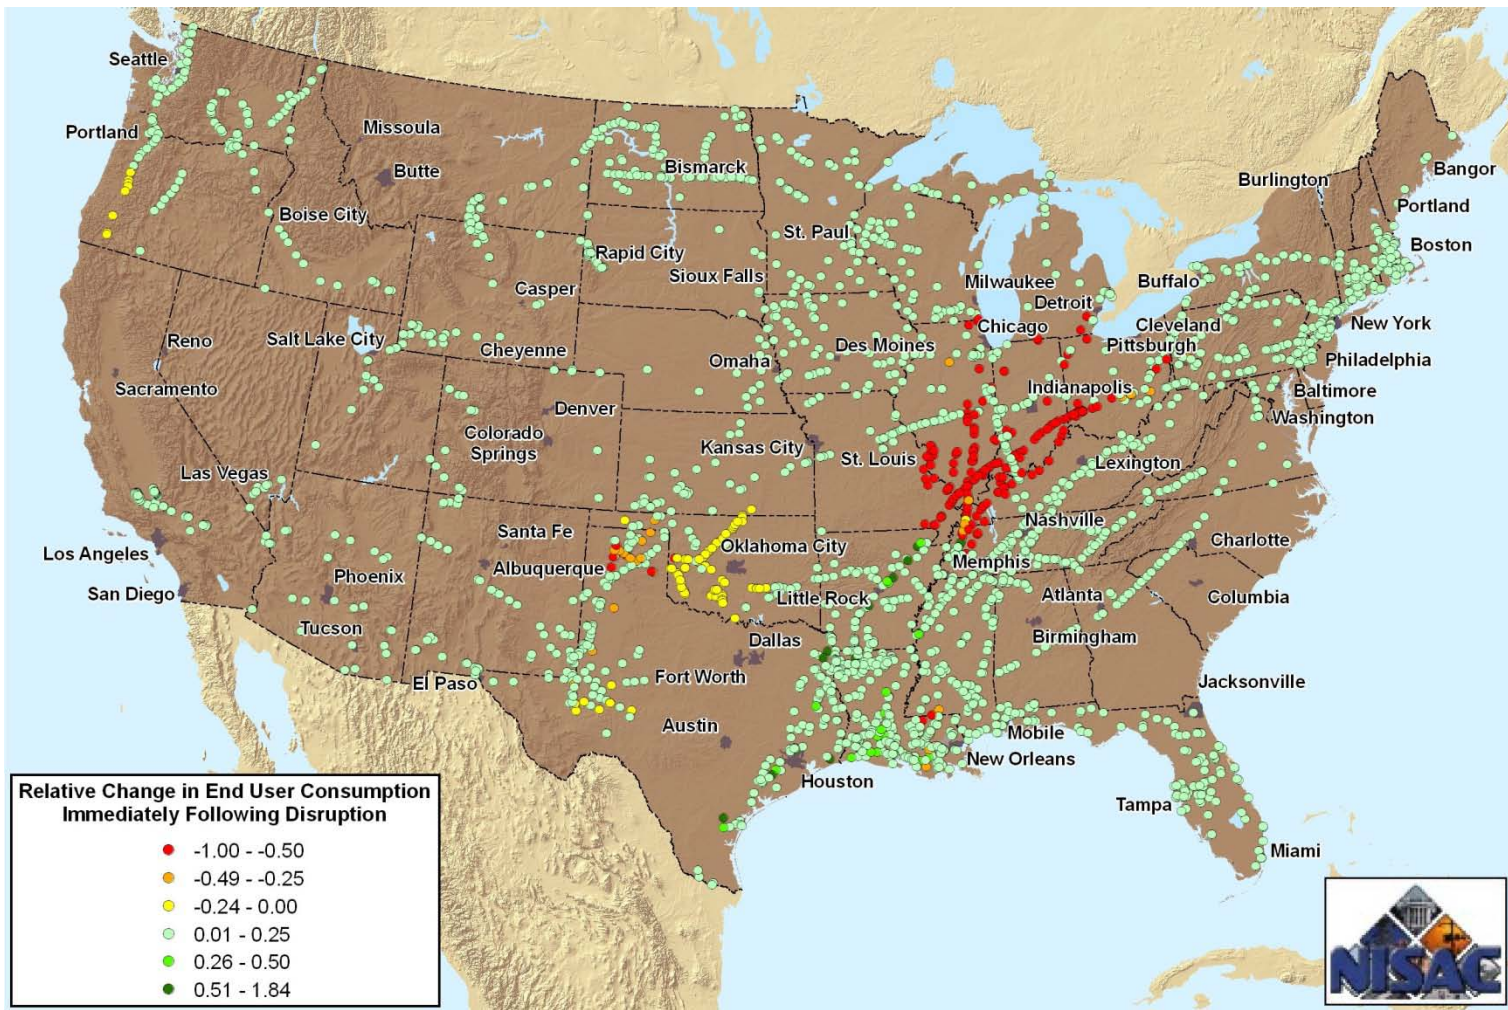 Seattle
Portland
Missoula
Butte
Bismarck
Burlington
Bangor
Portland
Boise City
St. Paul
Boston
Rapid City
Sioux Falls
Casper
Milwaukee
Buffalo
Detroit
Reno
Salt Lake City
Cheyenne
Des Moines
Chicago
Cleveland
New York
Omaha
Pittsburgh
Philadelphia
Sacramento
Indianapolis
Baltimore
Denver
Washington
Colorado
Springs
Kansas City
St. Louis
Lexington
Las Vegas
Santa Fe
Nashville
Los Angeles
Oklahoma City
Charlotte
Albuquerque
Memphis
Phoenix
San Diego
Little Rock
Atlanta
Columbia
Tucson
Dallas
Birmingham
El Paso
Fort Worth
Jacksonville
Austin
Mobile
New Orleans
Houston
Tampa
Miami
Relative Change in End User Consumption
Immediately Following Disruption
-1.00 - -0.50
-0.49 - -0.25
-0.24 - 0.00
0.01 - 0.25
0.26 - 0.50
0.51 - 1.84
NISAC